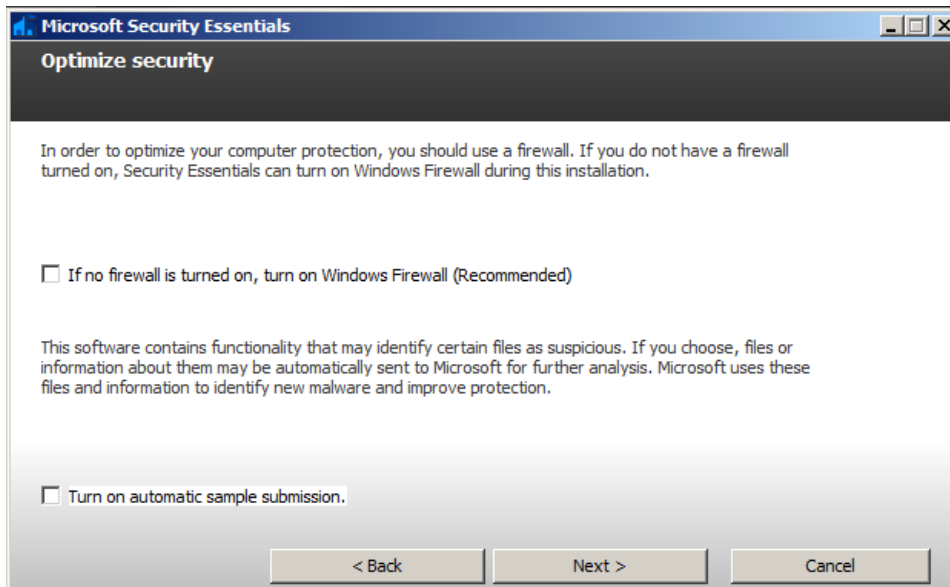 Microsoft Security Essentials
Optimize security
In order to optimize your computer protection, you should use a firewall. If you do not have a firewall
turned on, Security Essentials can turn on Windows Firewall during this installation.
If no firewall is turned on, turn on Windows Firewall (Recommended)
This software contains functionality that may identify certain files as suspicious. If you choose, files or
information about them may be automatically sent to Microsoft for further analysis. Microsoft uses these
files and information to identify new malware and improve protection.
Turn on automatic sample submission.
< Back Next > Cancel